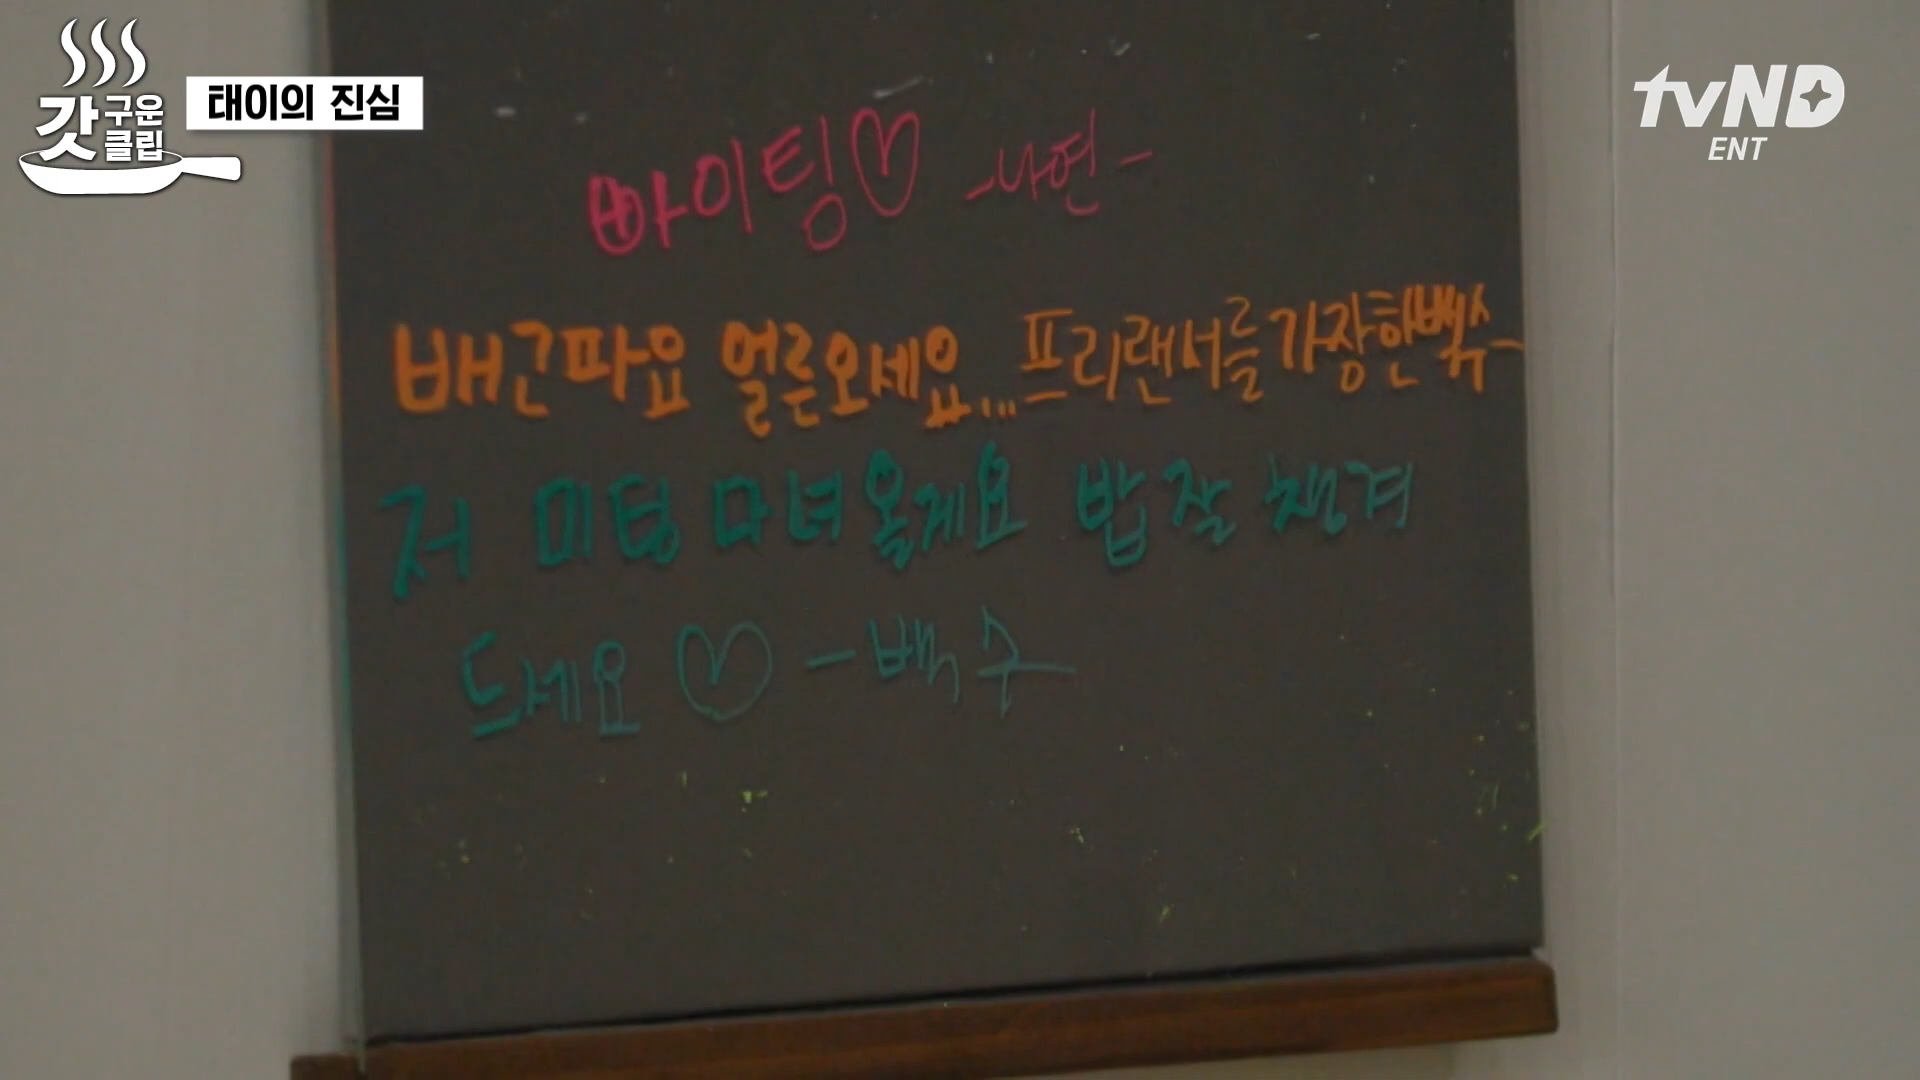 갓구운클립
태이의 진심
tvND
ENT
빠이팅♡ -나연-
배고파요 얼른오세요... 프리랜서를가장한백수-
저 미팅 다녀올게요 밥 잘 챙겨
드세요 ♡ -백수